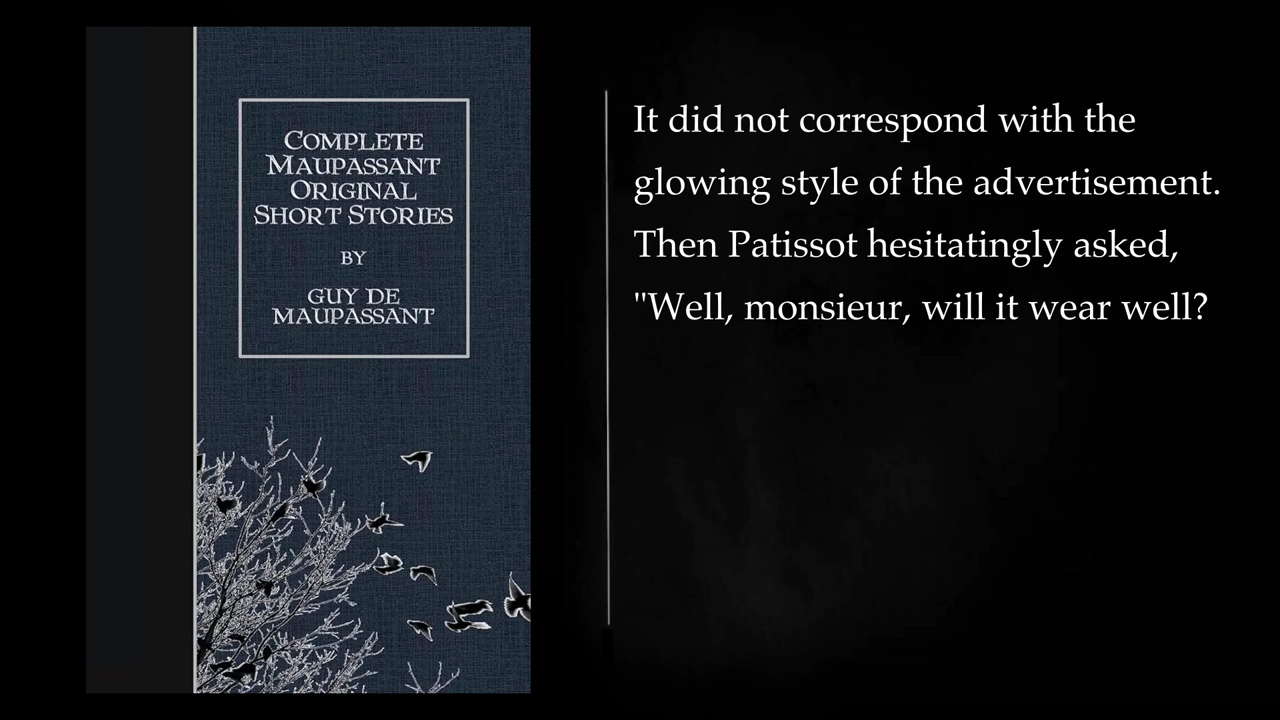 COMPLETE
MAUPASSANT
ORIGINAL
SHORT STORIES
BY
GUY DE
MAUPASSANT
It did not correspond with the
glowing style of the advertisement.
Then Patissot hesitatingly asked,
"Well, monsieur, will it wear well?